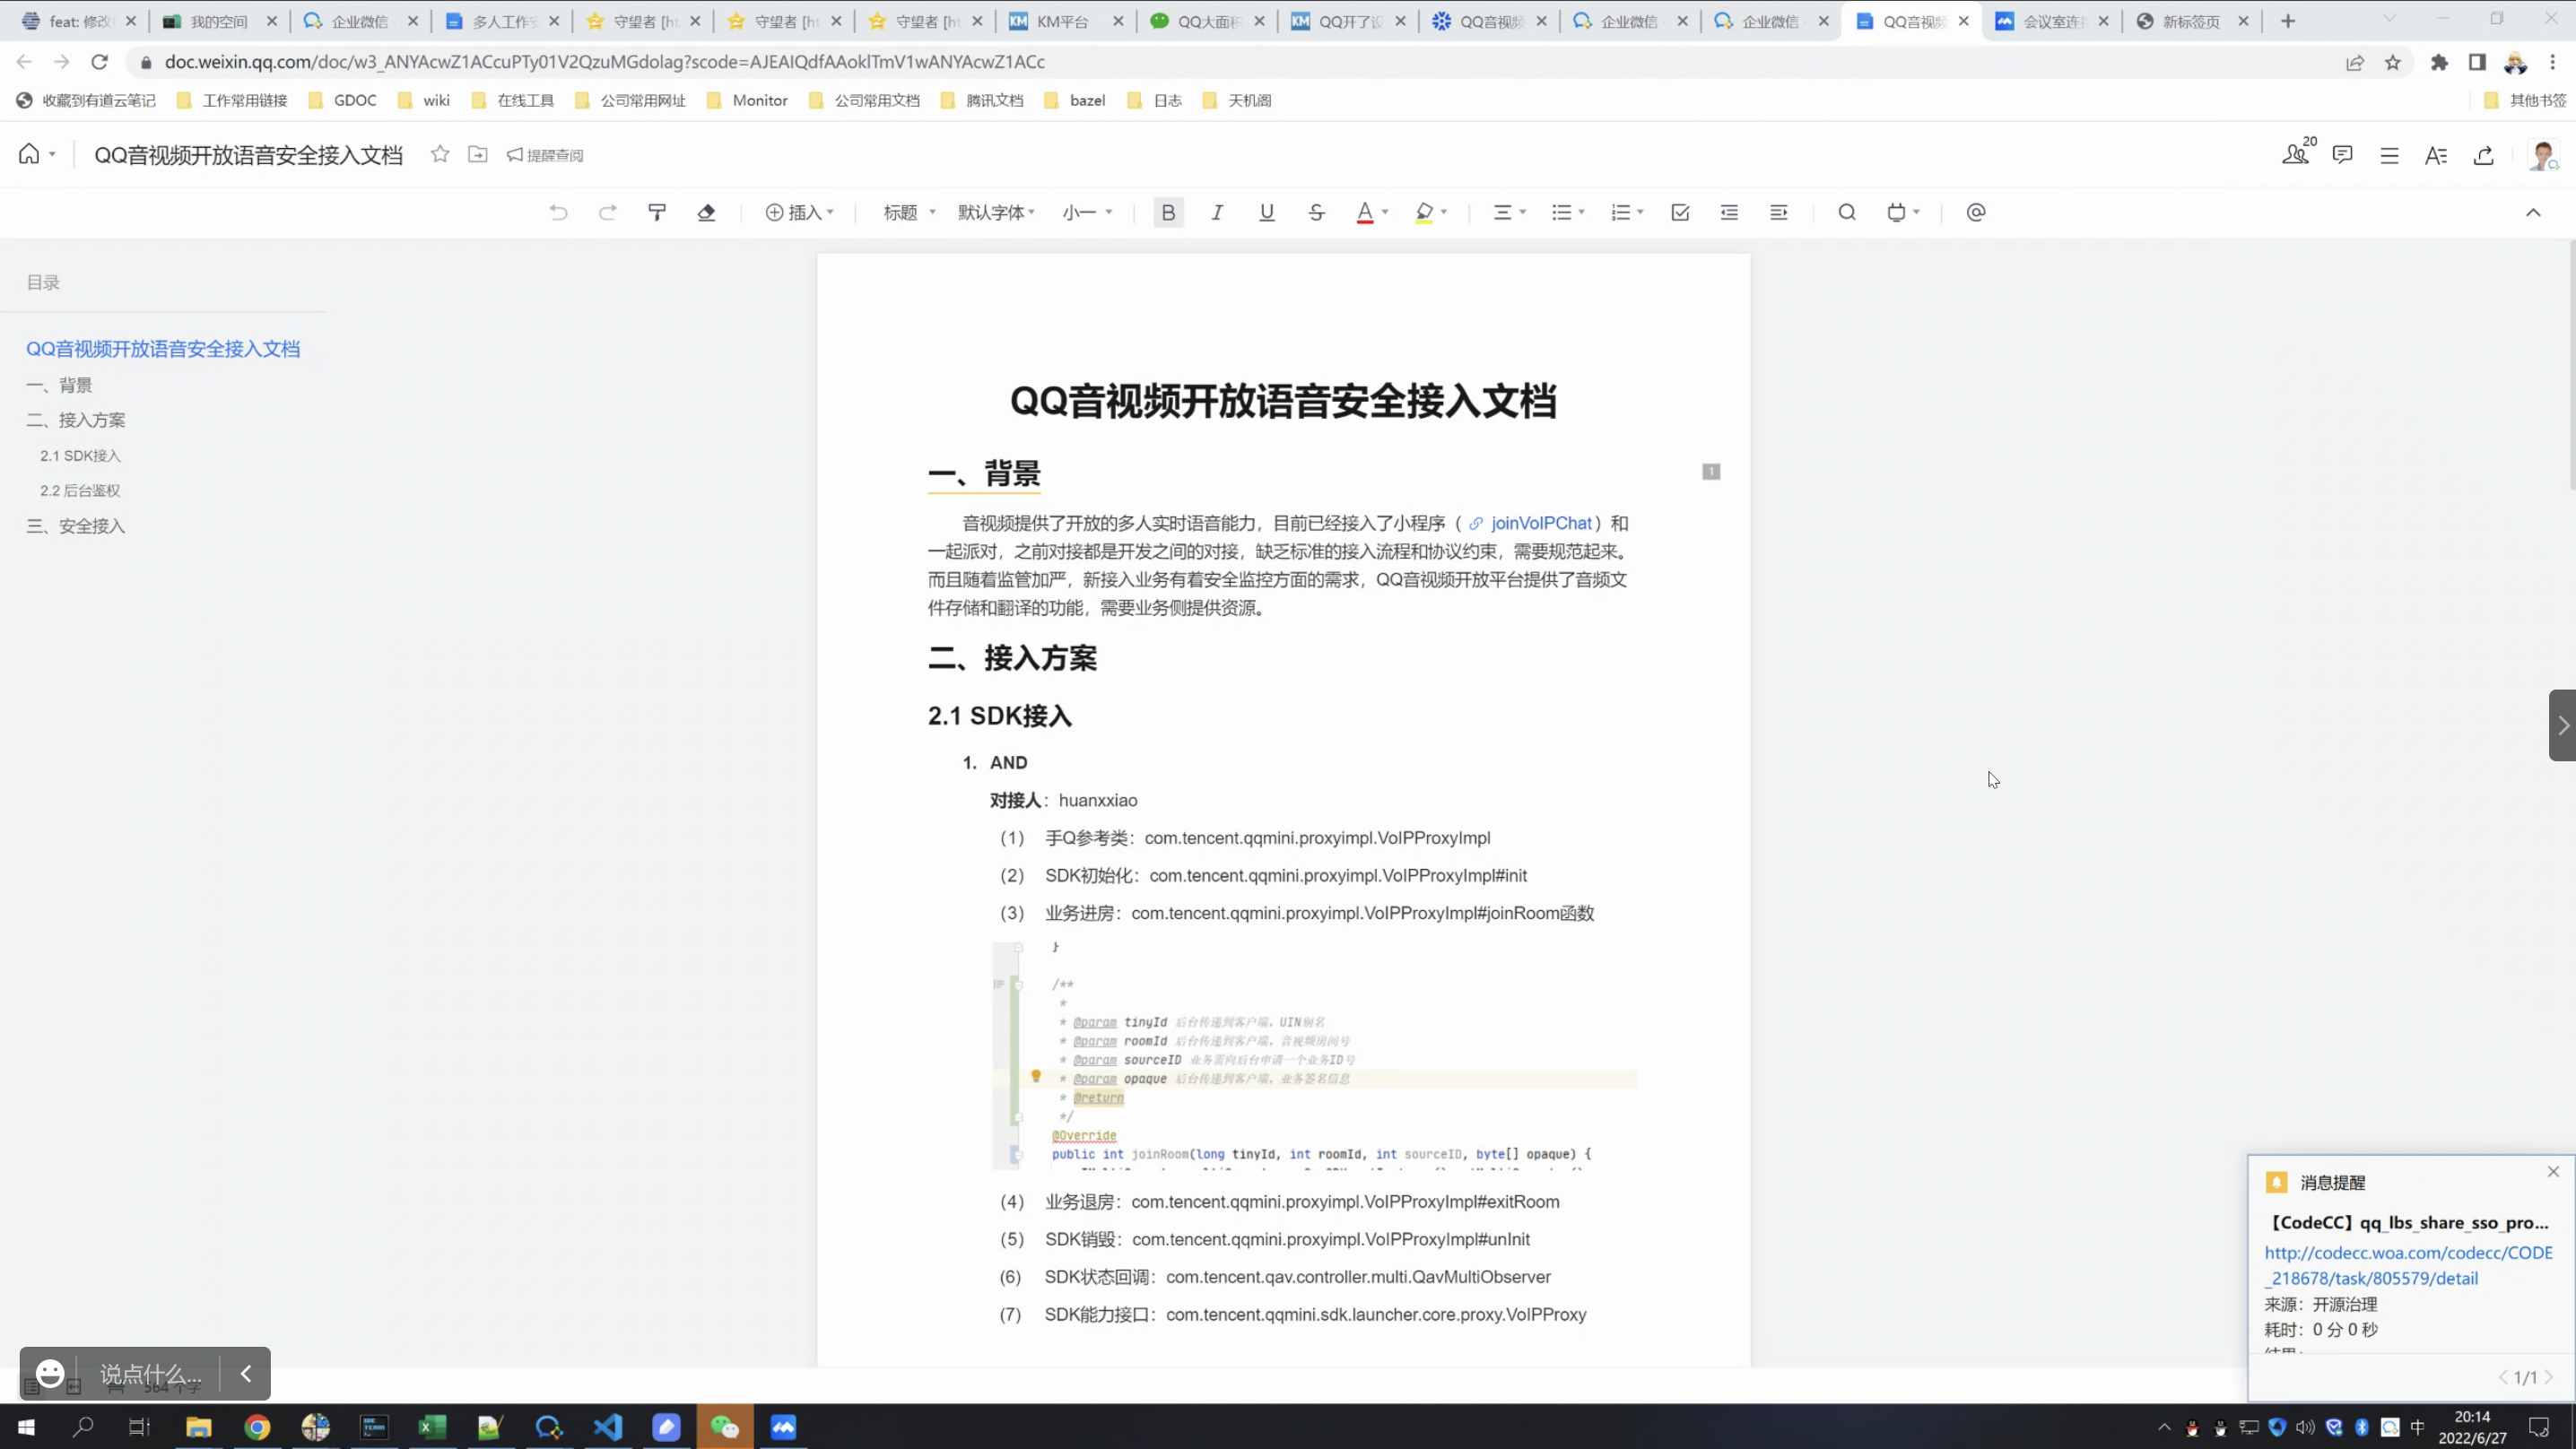 feat: 修改
我的空间
企业微信
多人工作
守望者 [ht
守望者 [ht
守望者 [ht
KM平台
QQ大面积
QQ开了设
QQ音视频
企业微信
企业微信
QQ音视频
会议室连
新标签页
doc.weixin.qq.com/doc/w3_ANYAcwZ1ACcuPTy01V2QzuMGdolag?scode=AJEAIQdfAAokITmV1wANYAcwZ1ACc
收藏到有道云笔记
工作常用链接
GDOC
wiki
在线工具
公司常用网址
Monitor
公司常用文档
腾讯文档
bazel
日志
天机阁
其他书签
QQ音视频开放语音安全接入文档
提醒查阅
20
插入
标题
默认字体
小一
目录
QQ音视频开放语音安全接入文档
一、背景
二、接入方案
2.1 SDK接入
2.2 后台鉴权
三、安全接入
QQ音视频开放语音安全接入文档
一、背景
1
音视频提供了开放的多人实时语音能力，目前已经接入了小程序（ joinVoIPChat）和
一起派对，之前对接都是开发之间的对接，缺乏标准的接入流程和协议约束，需要规范起来。
而且随着监管加严，新接入业务有着安全监控方面的需求，QQ音视频开放平台提供了音频文
件存储和翻译的功能，需要业务侧提供资源。
二、接入方案
2.1 SDK接入
1. AND
对接人：huanxxiao
（1） 手Q参考类：com.tencent.qqmini.proxyimpl.VoIPProxyImpl
（2） SDK初始化：com.tencent.qqmini.proxyimpl.VoIPProxyImpl#init
（3） 业务进房：com.tencent.qqmini.proxyimpl.VoIPProxyImpl#joinRoom函数
}
/**
*
* @param tinyId 后台传递到客户端，UIN别名
* @param roomId 后台传递到客户端，音视频房间号
* @param sourceID 业务需向后台申请一个业务ID号
* @param opaque 后台传递到客户端，业务签名信息
* @return
*/
@Override
public int joinRoom(long tinyId, int roomId, int sourceID, byte[] opaque) {
（4） 业务退房：com.tencent.qqmini.proxyimpl.VoIPProxyImpl#exitRoom
（5） SDK销毁：com.tencent.qqmini.proxyimpl.VoIPProxyImpl#unInit
（6） SDK状态回调：com.tencent.qav.controller.multi.QavMultiObserver
（7） SDK能力接口：com.tencent.qqmini.sdk.launcher.core.proxy.VoIPProxy
消息提醒
【CodeCC】qq_lbs_share_sso_pro...
http://codecc.woa.com/codecc/CODE
_218678/task/805579/detail
来源：开源治理
耗时：0 分 0 秒
1/1
说点什么...
564 个字
中
20:14
2022/6/27